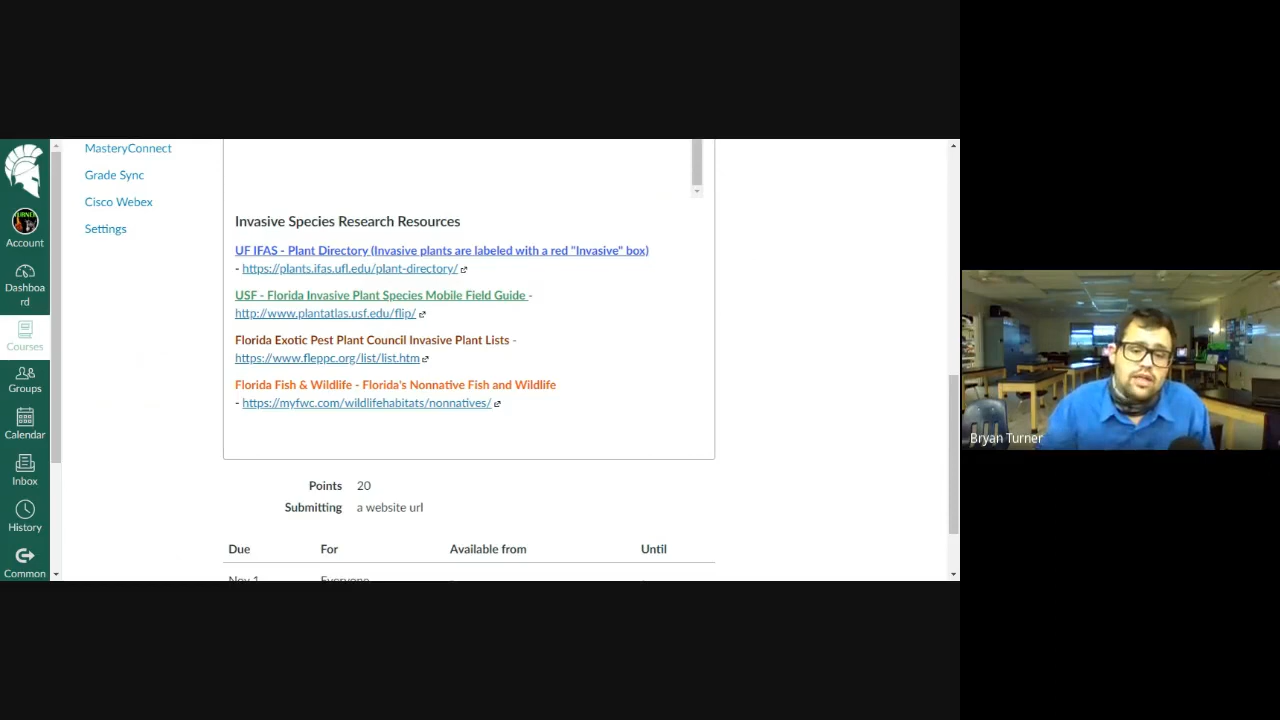 TURNER
Account
Dashboa
rd
Courses
Groups
Calendar
Inbox
History
Common
MasteryConnect
Grade Sync
Cisco Webex
Settings
Invasive Species Research Resources
UF IFAS - Plant Directory (Invasive plants are labeled with a red "Invasive" box)
- https://plants.ifas.ufl.edu/plant-directory/
USF - Florida Invasive Plant Species Mobile Field Guide -
http://www.plantatlas.usf.edu/flip/
Florida Exotic Pest Plant Council Invasive Plant Lists -
https://www.fleppc.org/list/list.htm
Florida Fish & Wildlife - Florida's Nonnative Fish and Wildlife
- https://myfwc.com/wildlifehabitats/nonnatives/
Points 20
Submitting a website url
Due For Available from Until
Nov 1 Everyone
Bryan Turner